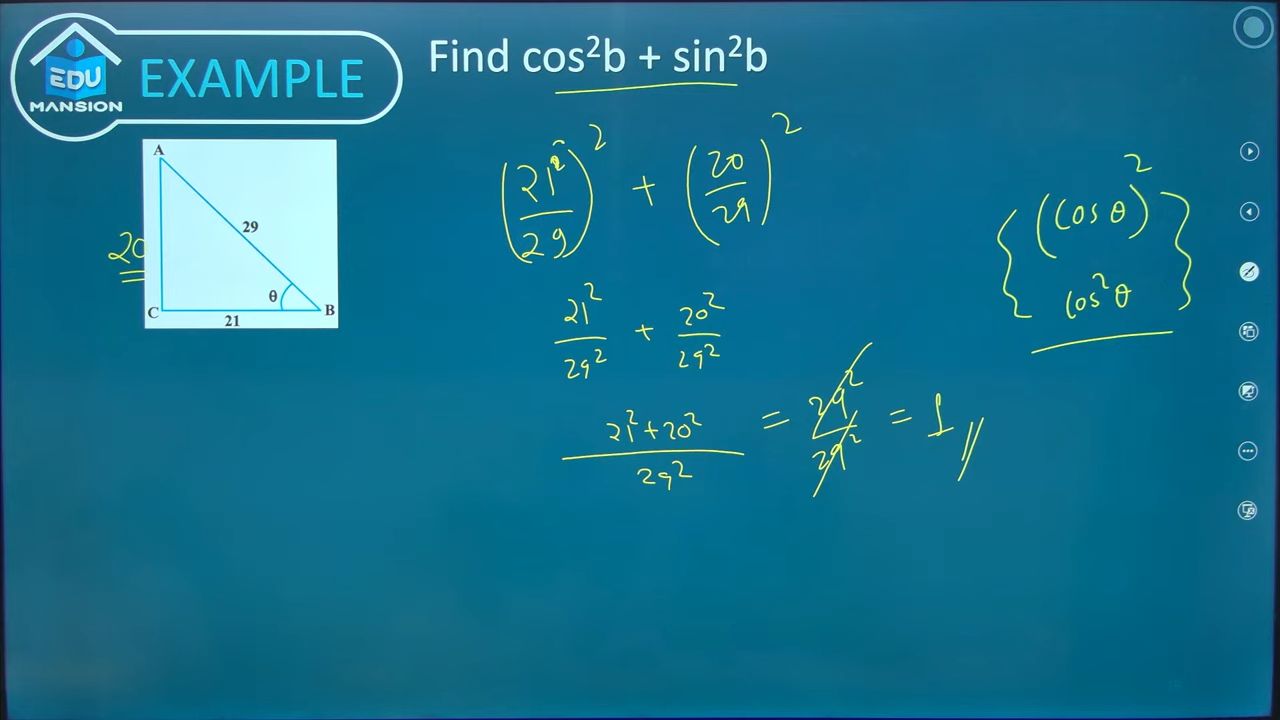 EDU
MANSION
EXAMPLE
Find cos²b + sin²b
A
29
20
θ
C
B
21
(21²/29)² + (20/29)²
21²/29² + 20²/29²
(21²+20²)/29² = 29²/29² = 1
(cos θ)²
cos²θ